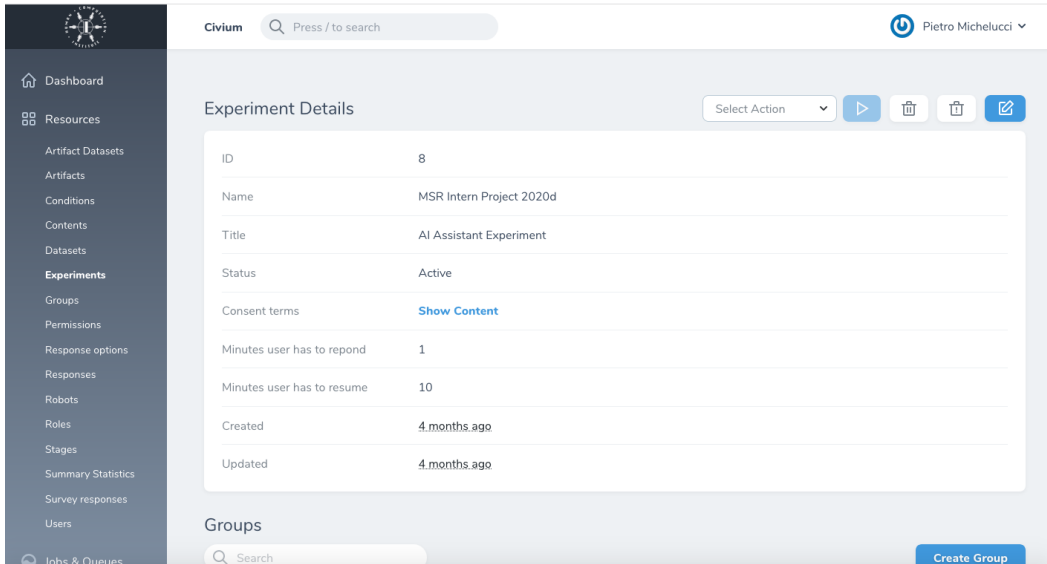 Civium
Press / to search
Pietro Michelucci
Dashboard
Resources
Artifact Datasets
Artifacts
Conditions
Contents
Datasets
Experiments
Groups
Permissions
Response options
Responses
Robots
Roles
Stages
Summary Statistics
Survey responses
Users
Jobs & Queues
Experiment Details
Select Action
ID 8
Name MSR Intern Project 2020d
Title AI Assistant Experiment
Status Active
Consent terms Show Content
Minutes user has to repond 1
Minutes user has to resume 10
Created 4 months ago
Updated 4 months ago
Groups
Search
Create Group